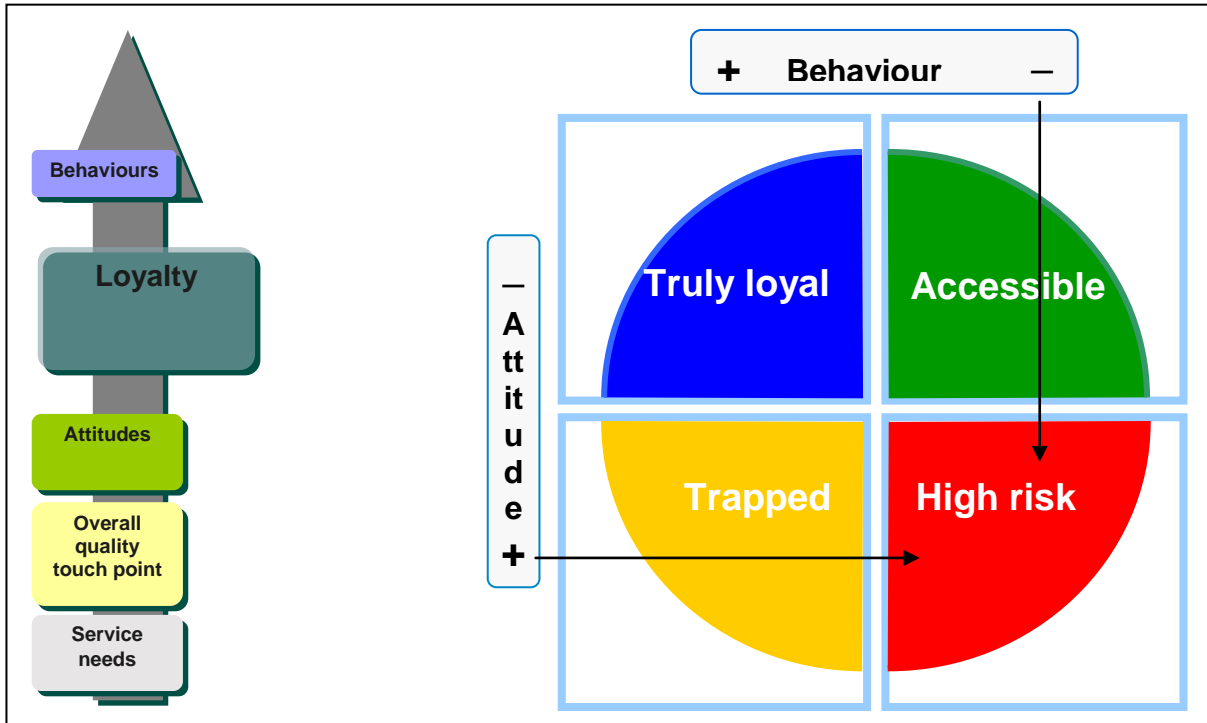 + Behaviour –
Behaviours
Loyalty
Attitudes
Overall
quality
touch point
Service
needs
–
A
tt
it
u
d
e
+
Truly loyal
Accessible
Trapped
High risk